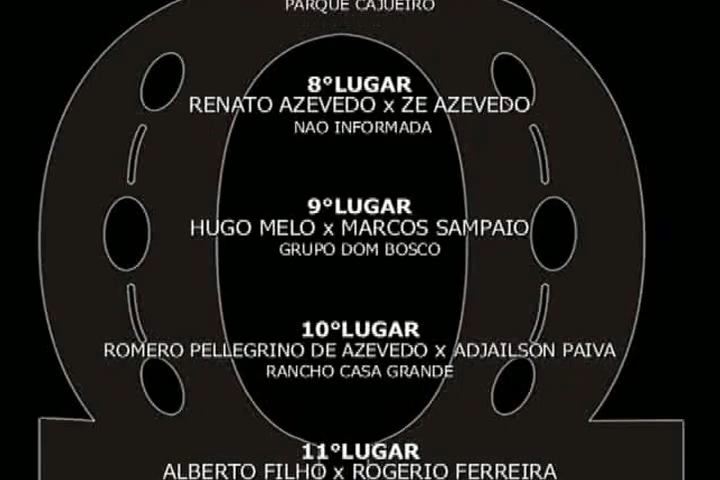 PARQUE CAJUEIRO
8°LUGAR
RENATO AZEVEDO x ZE AZEVEDO
NAO INFORMADA
9°LUGAR
HUGO MELO x MARCOS SAMPAIO
GRUPO DOM BOSCO
10°LUGAR
ROMERO PELLEGRINO DE AZEVEDO x ADJAILSON PAIVA
RANCHO CASA GRANDE
11°LUGAR
ALBERTO FILHO x ROGERIO FERREIRA